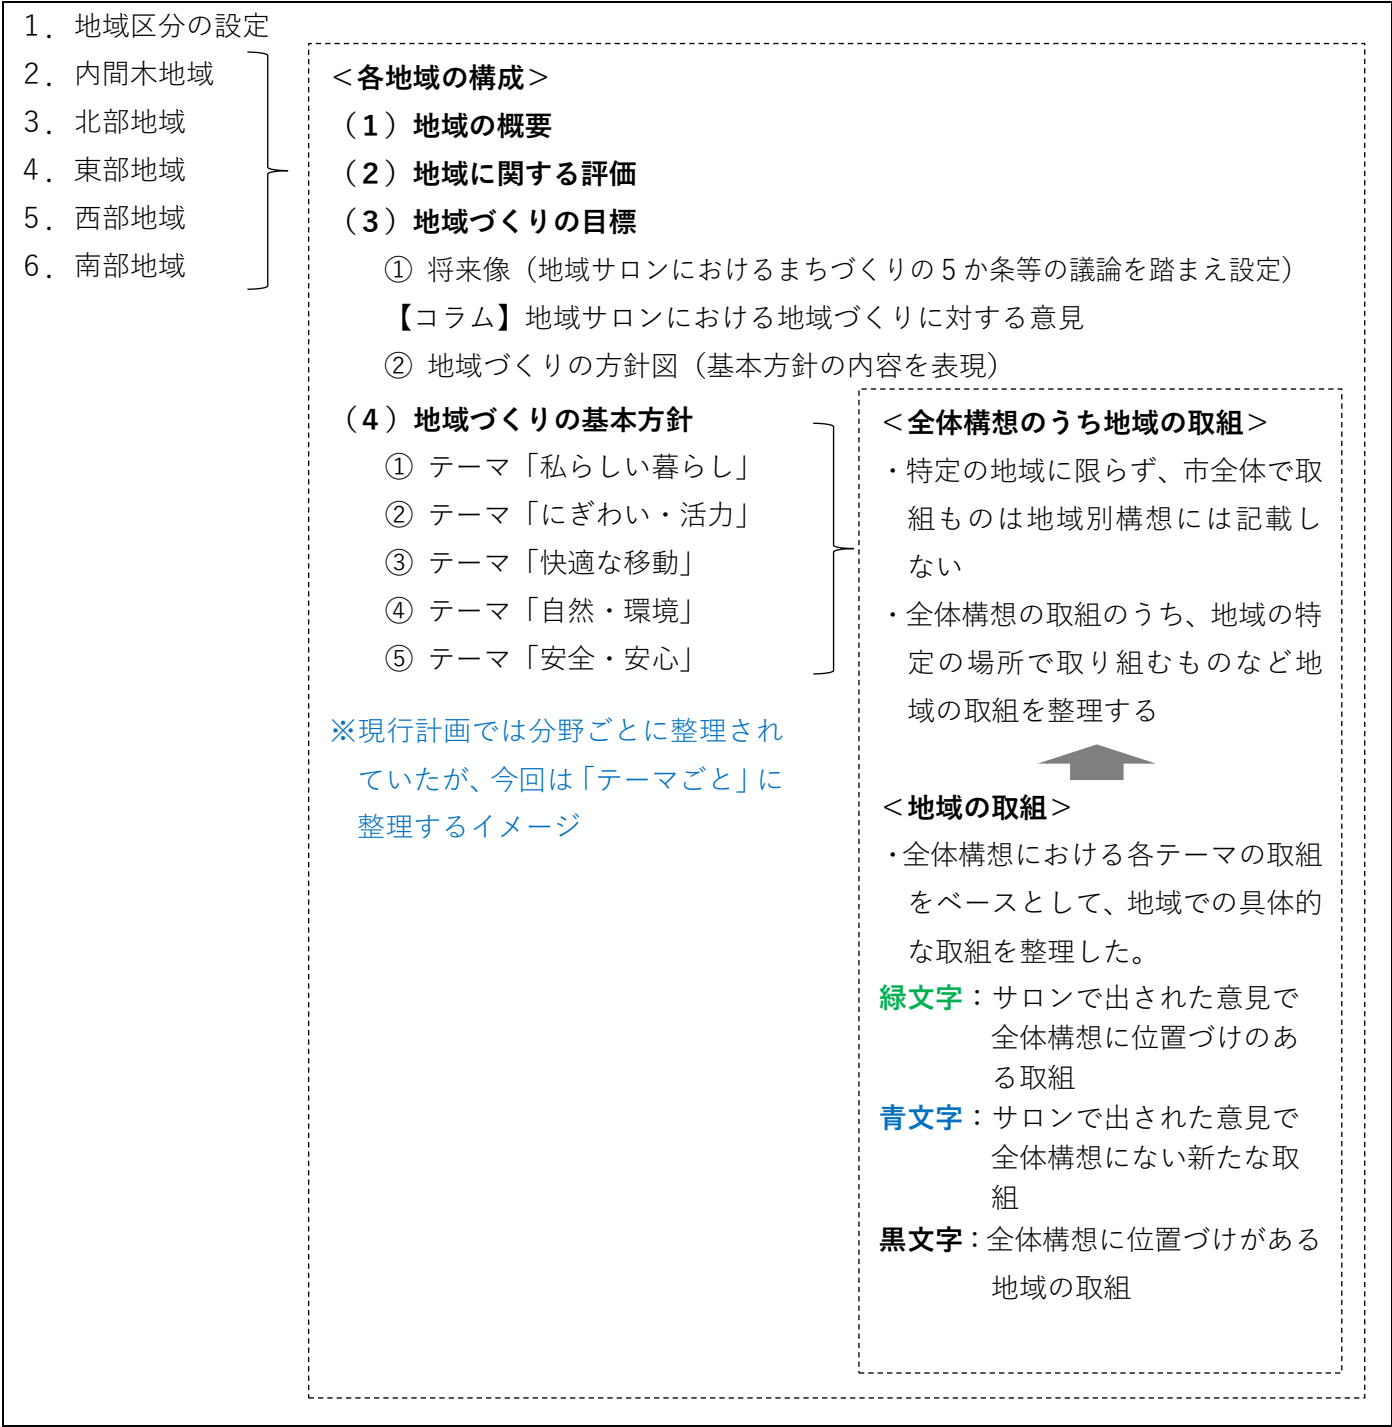 １．地域区分の設定
２．内間木地域
３．北部地域
４．東部地域
５．西部地域
６．南部地域
＜各地域の構成＞
（１）地域の概要
（２）地域に関する評価
（３）地域づくりの目標
① 将来像（地域サロンにおけるまちづくりの５か条等の議論を踏まえ設定）
【コラム】地域サロンにおける地域づくりに対する意見
② 地域づくりの方針図（基本方針の内容を表現）
（４）地域づくりの基本方針
① テーマ「私らしい暮らし」
② テーマ「にぎわい・活力」
③ テーマ「快適な移動」
④ テーマ「自然・環境」
⑤ テーマ「安全・安心」
※現行計画では分野ごとに整理され
ていたが、今回は「テーマごと」に
整理するイメージ
＜全体構想のうち地域の取組＞
・特定の地域に限らず、市全体で取
組ものは地域別構想には記載し
ない
・全体構想の取組のうち、地域の特
定の場所で取り組むものなど地
域の取組を整理する
＜地域の取組＞
・全体構想における各テーマの取組
をベースとして、地域での具体的
な取組を整理した。
緑文字：サロンで出された意見で
全体構想に位置づけのあ
る取組
青文字：サロンで出された意見で
全体構想にない新たな取
組
黒文字：全体構想に位置づけがある
地域の取組